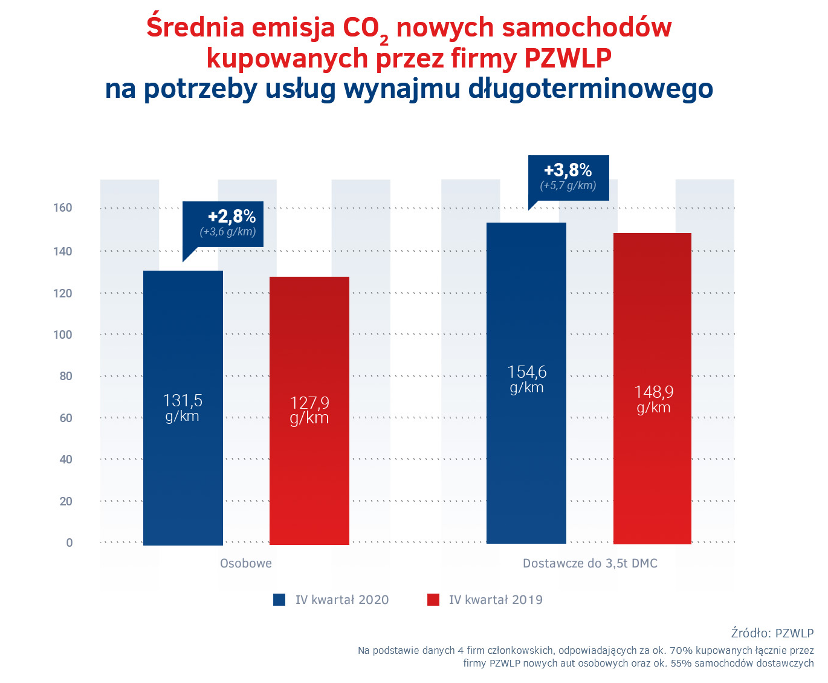 Średnia emisja CO₂ nowych samochodów
kupowanych przez firmy PZWLP
na potrzeby usług wynajmu długoterminowego
+3,8%
(+5,7 g/km)
+2,8%
(+3,6 g/km)
160
140
120
100
80
60
40
20
0
131,5
g/km
127,9
g/km
154,6
g/km
148,9
g/km
Osobowe
Dostawcze do 3,5t DMC
IV kwartał 2020
IV kwartał 2019
Źródło: PZWLP
Na podstawie danych 4 firm członkowskich, odpowiadających za ok. 70% kupowanych łącznie przez
firmy PZWLP nowych aut osobowych oraz ok. 55% samochodów dostawczych